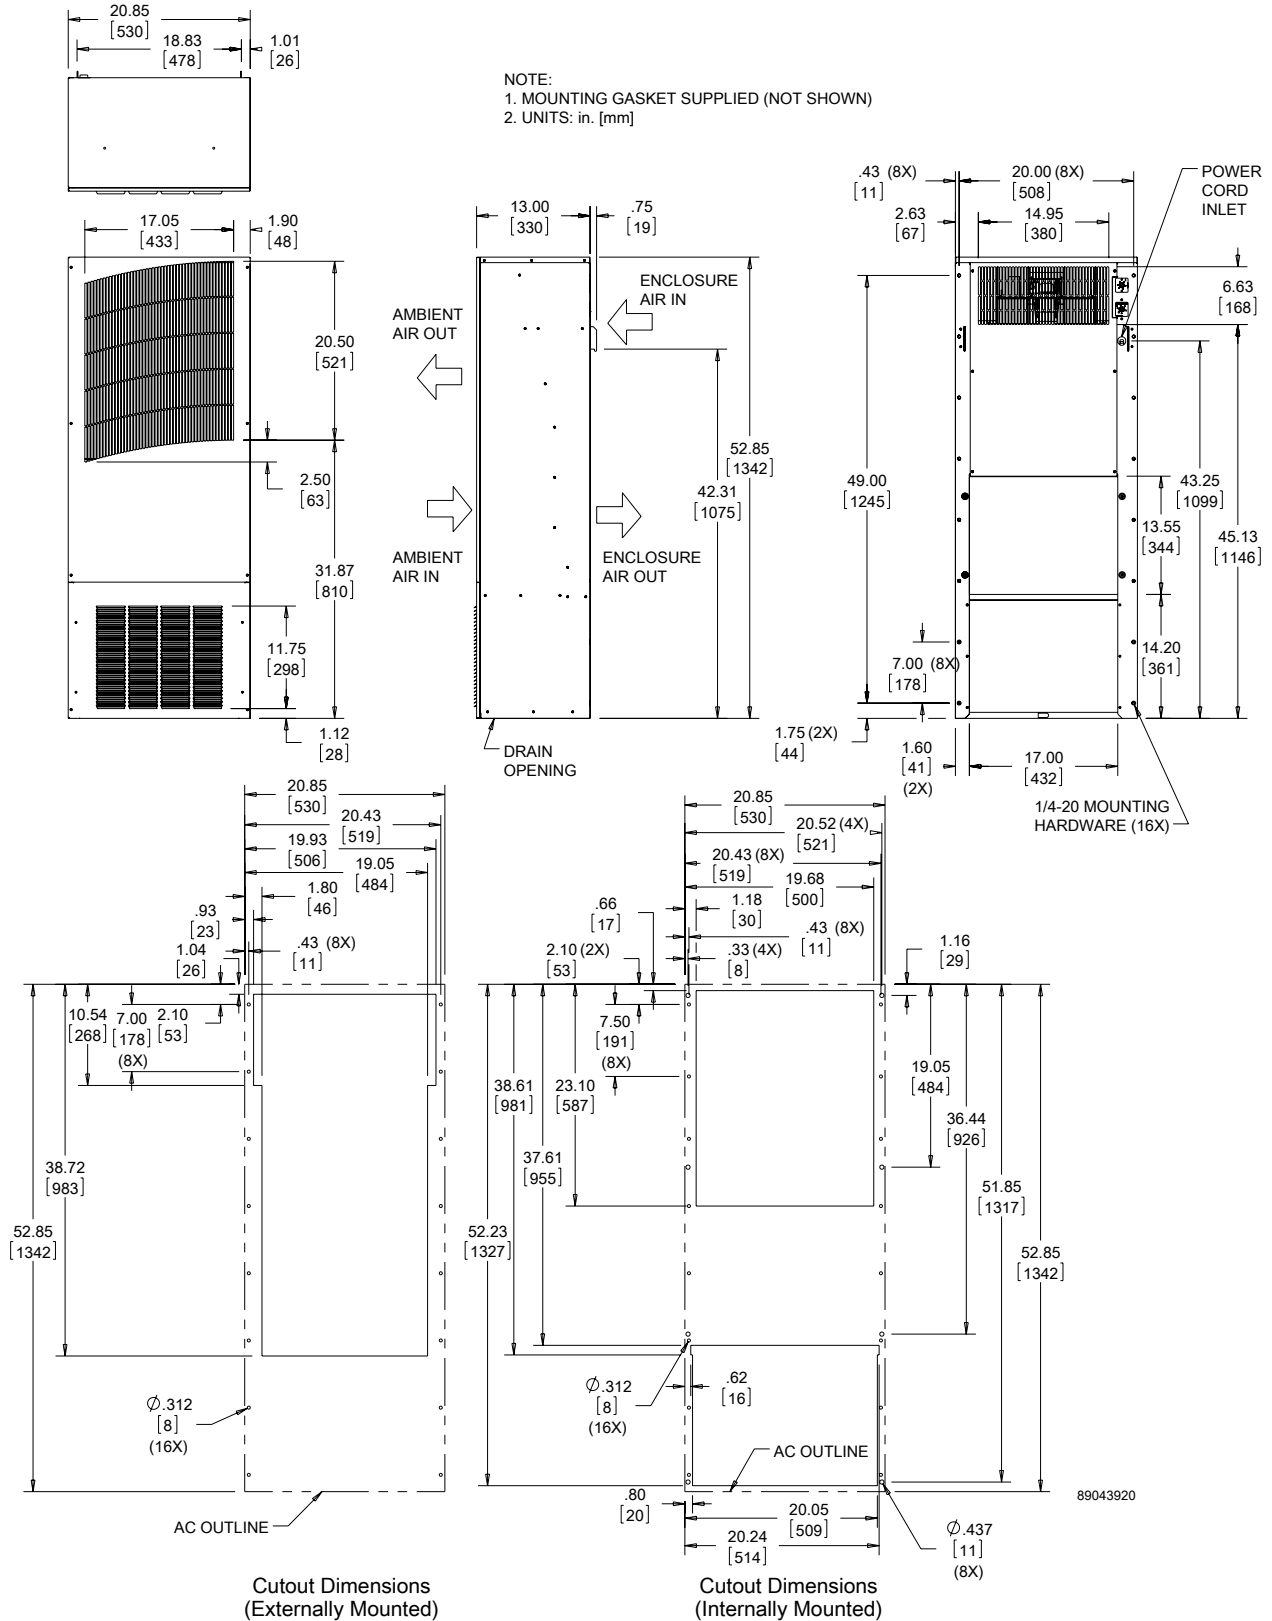 20.85
[530]
18.83
[478]
1.01
[26]
NOTE:
1. MOUNTING GASKET SUPPLIED (NOT SHOWN)
2. UNITS: in. [mm]
17.05
[433]
1.90
[48]
20.50
[521]
2.50
[63]
31.87
[810]
11.75
[298]
1.12
[28]
13.00
[330]
.75
[19]
ENCLOSURE
AIR IN
AMBIENT
AIR OUT
52.85
[1342]
42.31
[1075]
AMBIENT
AIR IN
ENCLOSURE
AIR OUT
DRAIN
OPENING
.43 (8X)
[11]
20.00 (8X)
[508]
POWER
CORD
INLET
2.63
[67]
14.95
[380]
6.63
[168]
49.00
[1245]
43.25
[1099]
13.55
[344]
45.13
[1146]
14.20
[361]
7.00 (8X)
[178]
1.75 (2X)
[44]
1.60
[41]
(2X)
17.00
[432]
1/4-20 MOUNTING
HARDWARE (16X)
20.85
[530]
20.43
[519]
19.93
[506]
19.05
[484]
1.80
[46]
.93
[23]
1.04
[26]
.43 (8X)
[11]
10.54
[268]
7.00
[178]
(8X)
2.10
[53]
38.72
[983]
52.85
[1342]
Ø.312
[8]
(16X)
AC OUTLINE
Cutout Dimensions
(Externally Mounted)
20.85
[530]
20.52 (4X)
[521]
20.43 (8X)
[519]
19.68
[500]
.66
[17]
1.18
[30]
.43 (8X)
[11]
2.10 (2X)
[53]
.33 (4X)
[8]
1.16
[29]
7.50
[191]
(8X)
38.61
[981]
23.10
[587]
19.05
[484]
36.44
[926]
37.61
[955]
51.85
[1317]
52.23
[1327]
52.85
[1342]
Ø.312
[8]
(16X)
.62
[16]
AC OUTLINE
.80
[20]
20.05
[509]
20.24
[514]
Ø.437
[11]
(8X)
89043920
Cutout Dimensions
(Internally Mounted)